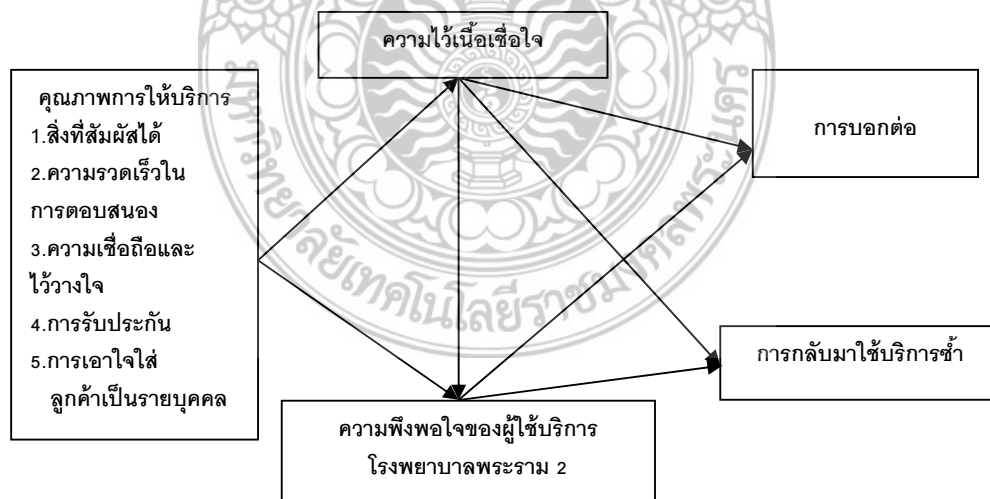 ความไว้เนื้อเชื่อใจ
คุณภาพการให้บริการ
1.สิ่งที่สัมผัสได้
2.ความรวดเร็วใน
การตอบสนอง
3.ความเชื่อถือและ
ไว้วางใจ
4.การรับประกัน
5.การเอาใจใส่
ลูกค้าเป็นรายบุคคล
การบอกต่อ
การกลับมาใช้บริการซ้ำ
ความพึงพอใจของผู้ใช้บริการ
โรงพยาบาลพระราม 2